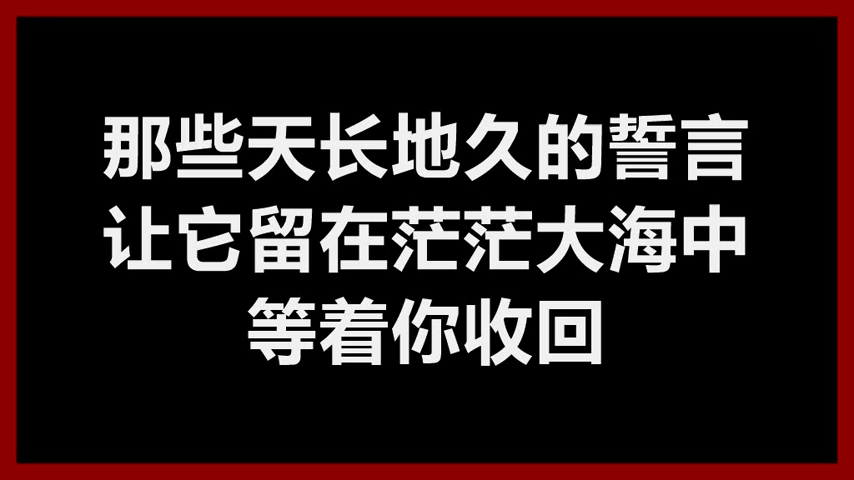 那些天长地久的誓言
让它留在茫茫大海中
等着你收回